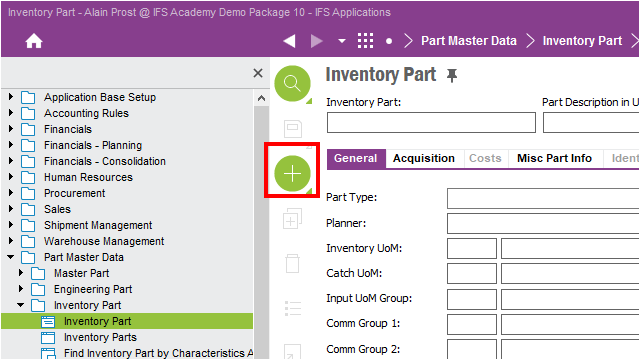 Inventory Part - Alain Prost @ IFS Academy Demo Package 10 - IFS Applications
Part Master Data
Inventory Part
Application Base Setup
Accounting Rules
Financials
Financials - Planning
Financials - Consolidation
Human Resources
Procurement
Sales
Shipment Management
Warehouse Management
Part Master Data
Master Part
Engineering Part
Inventory Part
Inventory Part
Inventory Parts
Find Inventory Part by Characteristics A
Inventory Part
Inventory Part: Part Description in U
General Acquisition Costs Misc Part Info Identi
Part Type:
Planner:
Inventory UoM:
Catch UoM:
Input UoM Group:
Comm Group 1:
Comm Group 2: